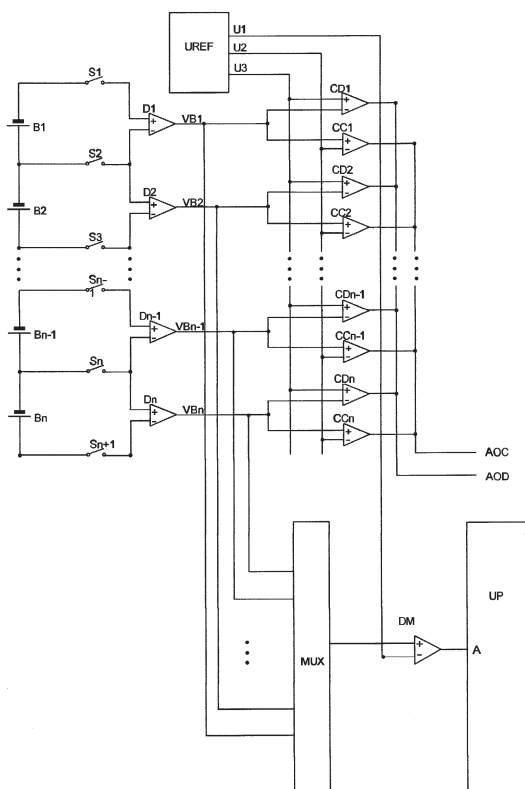 U1
UREF
U2
U3
S1
CD1
D1
VB1
+
-
+
-
B1
CC1
+
-
S2
CD2
D2
VB2
+
-
+
-
B2
CC2
+
-
S3
Sn-
1
CDn-1
Dn-1
VBn-1
+
-
+
-
Bn-1
CCn-1
+
-
Sn
CDn
Dn
VBn
+
-
+
-
Bn
CCn
+
-
Sn+1
AOC
AOD
UP
DM
+
-
A
MUX